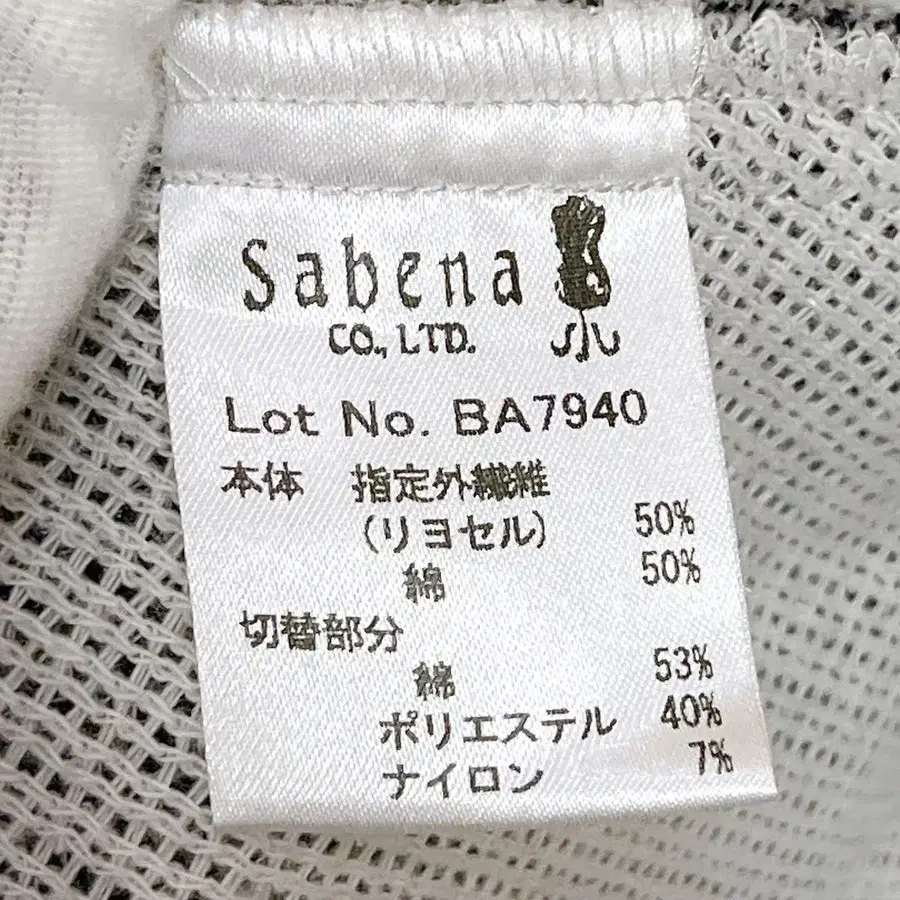 Sabena
CO., LTD.
Lot No. BA7940
本体 指定外繊維
(リヨセル) 50%
綿 50%
切替部分
綿 53%
ポリエステル 40%
ナイロン 7%